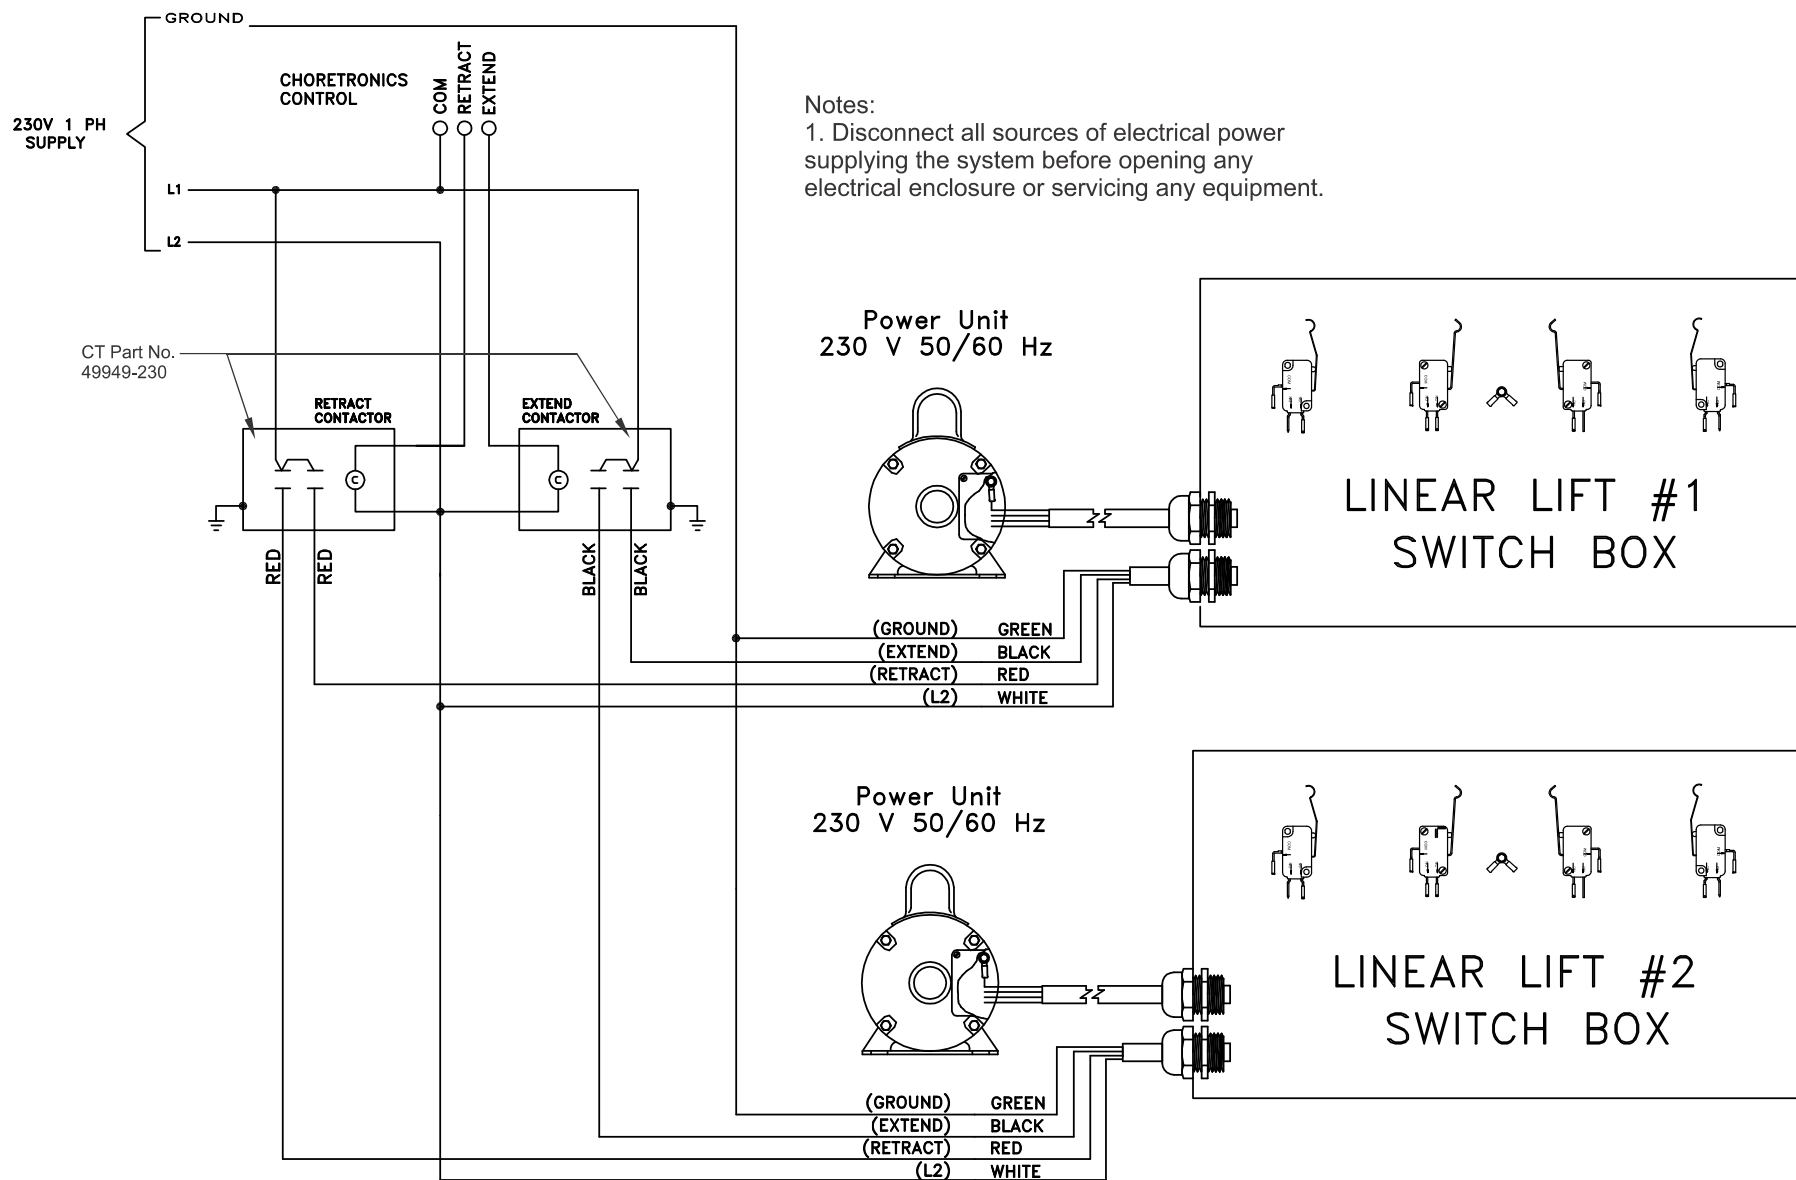 GROUND
CHORETRONICS
CONTROL
COM
RETRACT
EXTEND
230V 1 PH
SUPPLY
L1
L2
Notes:
1. Disconnect all sources of electrical power
supplying the system before opening any
electrical enclosure or servicing any equipment.
CT Part No.
49949-230
RETRACT
CONTACTOR
EXTEND
CONTACTOR
C
C
RED
RED
BLACK
BLACK
Power Unit
230 V 50/60 Hz
LINEAR LIFT #1
SWITCH BOX
(GROUND) GREEN
(EXTEND) BLACK
(RETRACT) RED
(L2) WHITE
Power Unit
230 V 50/60 Hz
LINEAR LIFT #2
SWITCH BOX
(GROUND) GREEN
(EXTEND) BLACK
(RETRACT) RED
(L2) WHITE